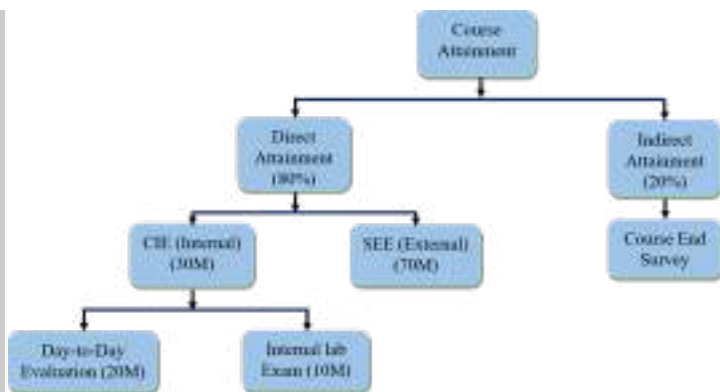 Course
Attainment
Direct
Attainment
(80%)
Indirect
Attainment
(20%)
CIE (Internal)
(30M)
SEE (External)
(70M)
Course End
Survey
Day-to-Day
Evaluation (20M)
Internal lab
Exam (10M)